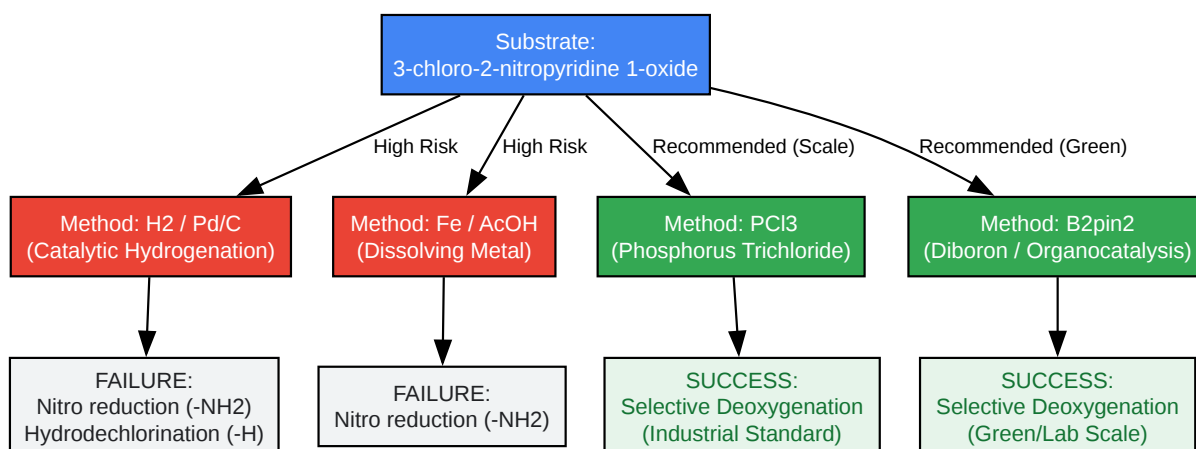 Substrate:
3-chloro-2-nitropyridine 1-oxide
High Risk
High Risk
Recommended (Scale)
Recommended (Green)
Method: H2 / Pd/C
(Catalytic Hydrogenation)
Method: Fe / AcOH
(Dissolving Metal)
Method: PCl3
(Phosphorus Trichloride)
Method: B2pin2
(Diboron / Organocatalysis)
FAILURE:
Nitro reduction (-NH2)
Hydrodechlorination (-H)
FAILURE:
Nitro reduction (-NH2)
SUCCESS:
Selective Deoxygenation
(Industrial Standard)
SUCCESS:
Selective Deoxygenation
(Green/Lab Scale)